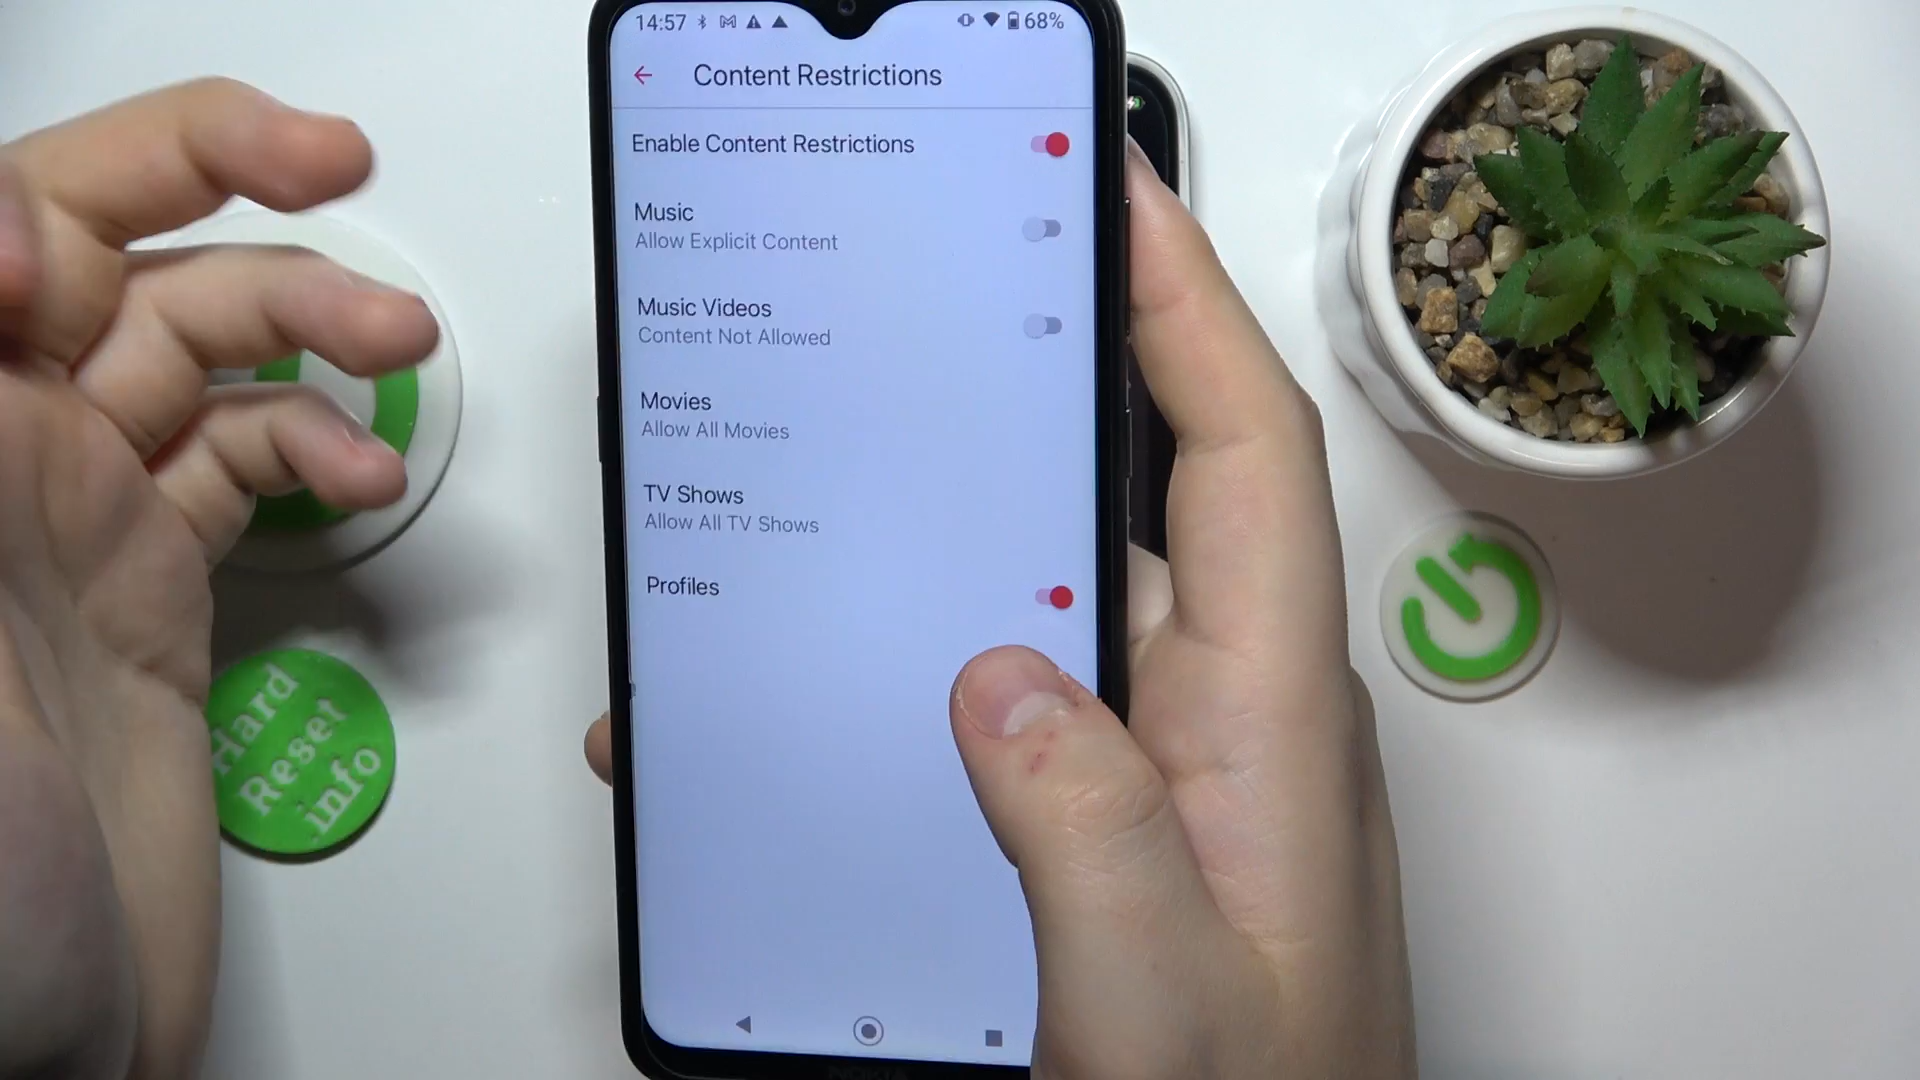 14:57
68%
Content Restrictions
Enable Content Restrictions
Music
Allow Explicit Content
Music Videos
Content Not Allowed
Movies
Allow All Movies
TV Shows
Allow All TV Shows
Profiles
NOKIA
Hard
Reset
info